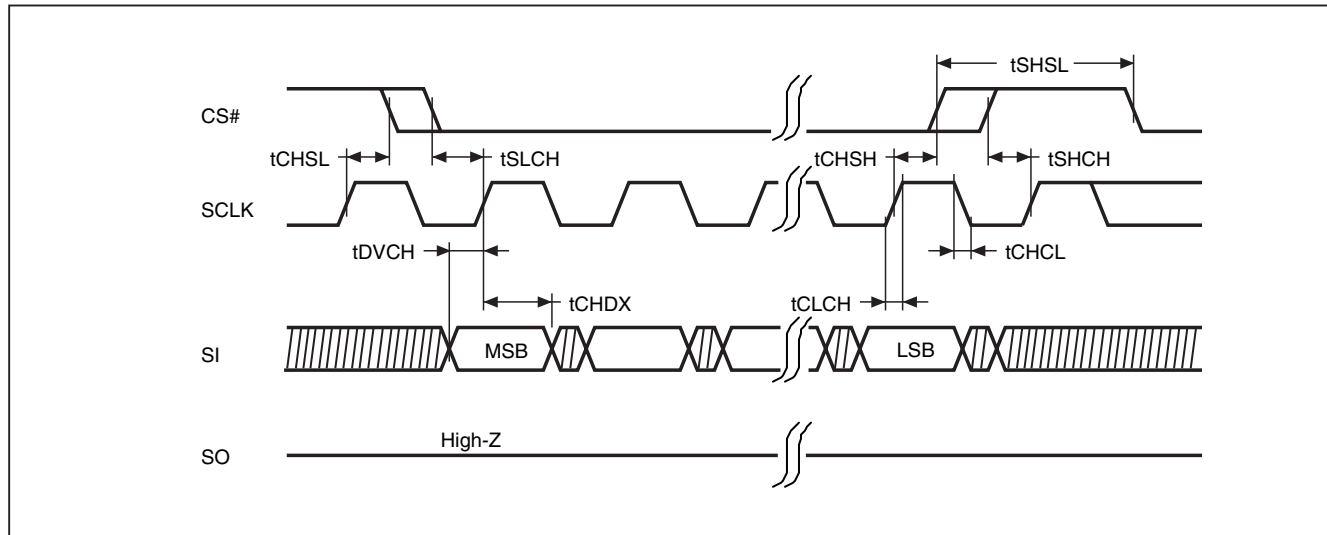 tSHSL
CS#
tCHSL
tSLCH
tCHSH
tSHCH
SCLK
tDVCH
tCHCL
tCHDX
tCLCH
SI
MSB
LSB
High-Z
SO